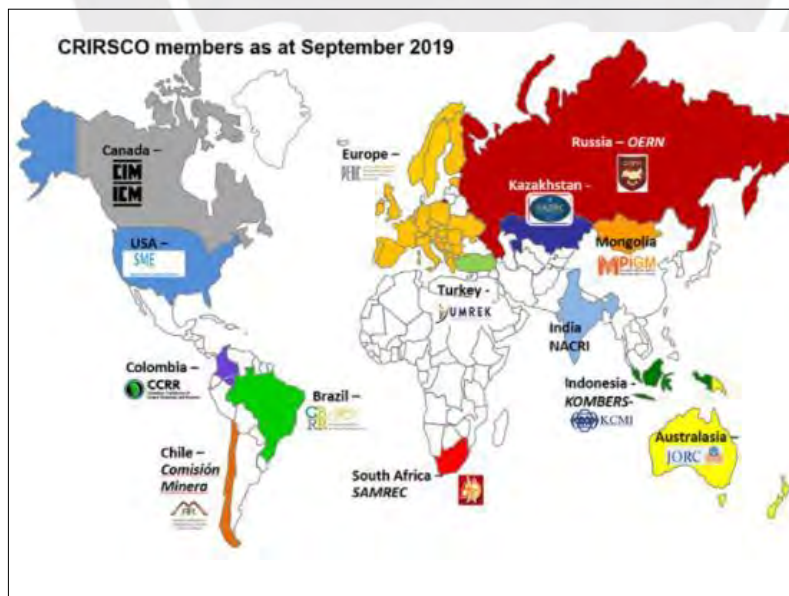 CRIRSCO members as at September 2019
Canada –
CIM
ICM
USA –
SME
Europe –
Russia – OERN
Kazakhstan -
Mongolia
MPIGM
Turkey -
UMREK
India
NACRI
Colombia –
CCRR
Brazil –
Indonesia -
KOMBERS-
KCMI
Australasia –
JORC
Chile –
Comisión
Minera
South Africa –
SAMREC